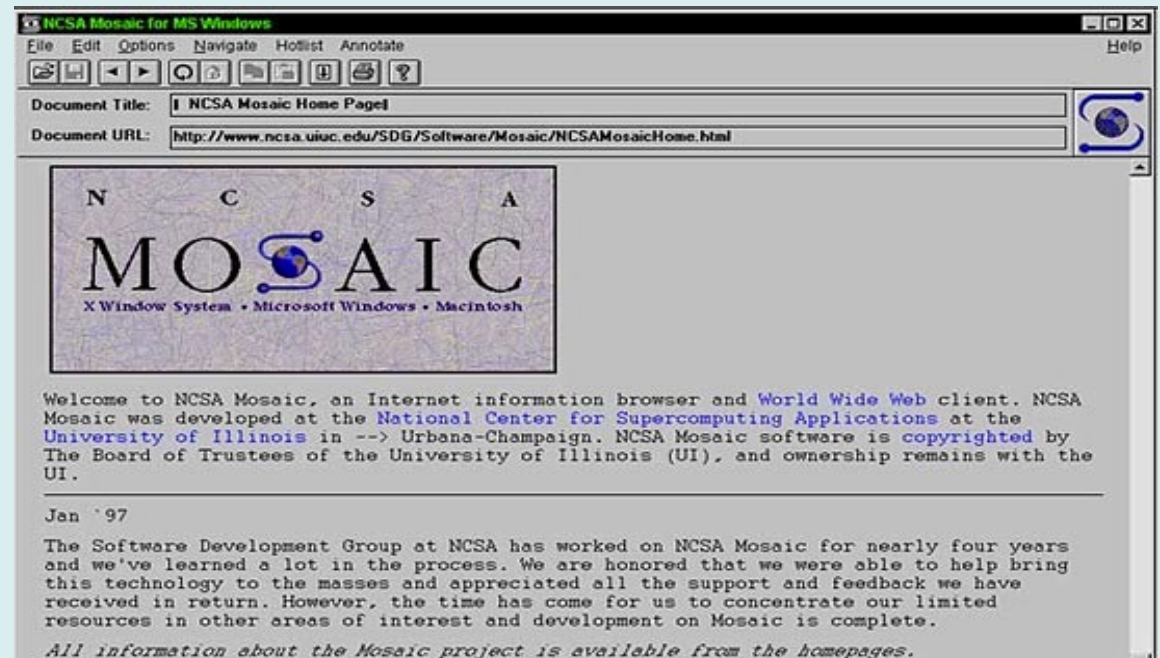 NCSA Mosaic for MS Windows
File Edit Options Navigate Hotlist Annotate Help
Document Title: NCSA Mosaic Home Page
Document URL: http://www.ncsa.uiuc.edu/SDG/Software/Mosaic/NCSAMosaicHome.html
N C S A
MOSAIC
X Window System • Microsoft Windows • Macintosh
Welcome to NCSA Mosaic, an Internet information browser and World Wide Web client. NCSA
Mosaic was developed at the National Center for Supercomputing Applications at the
University of Illinois in --> Urbana-Champaign. NCSA Mosaic software is copyrighted by
The Board of Trustees of the University of Illinois (UI), and ownership remains with the
UI.
Jan `97
The Software Development Group at NCSA has worked on NCSA Mosaic for nearly four years
and we've learned a lot in the process. We are honored that we were able to help bring
this technology to the masses and appreciated all the support and feedback we have
received in return. However, the time has come for us to concentrate our limited
resources in other areas of interest and development on Mosaic is complete.
All information about the Mosaic project is available from the homepages.